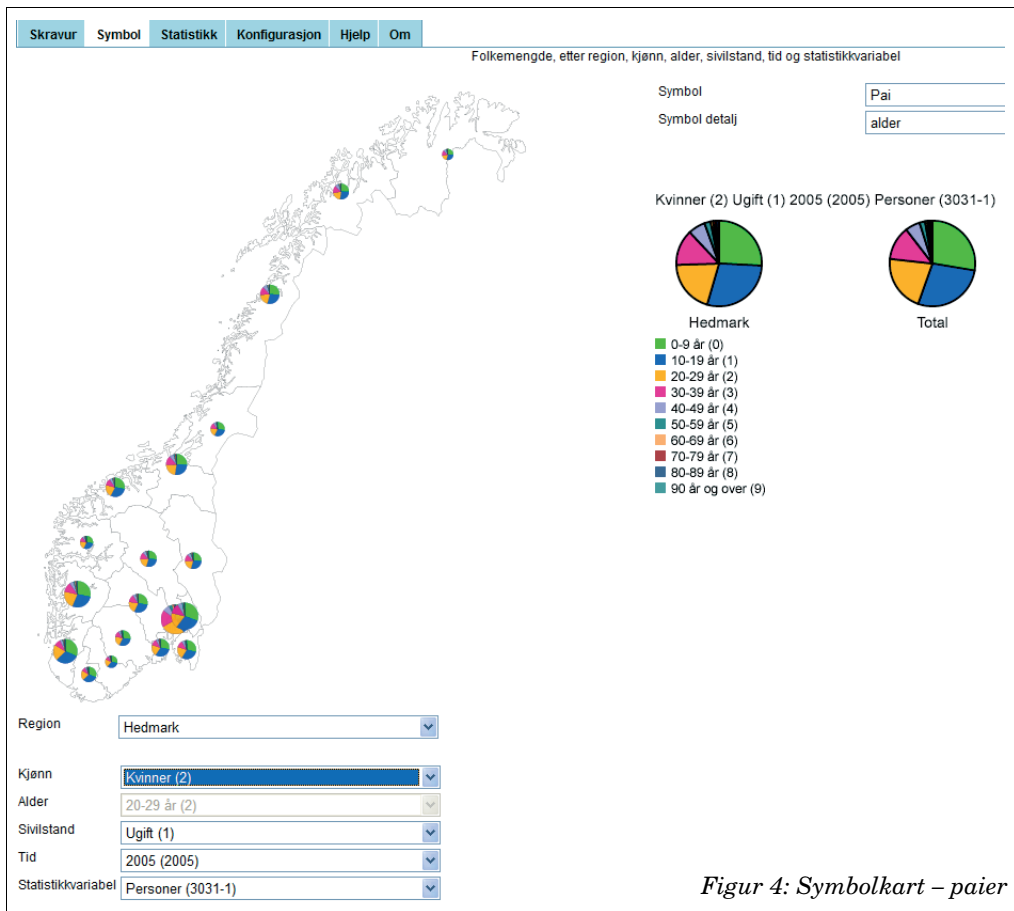 Skravur Symbol Statistikk Konfigurasjon Hjelp Om
Folkemengde, etter region, kjønn, alder, sivilstand, tid og statistikkvariabel
Symbol Pai
Symbol detalj alder
Kvinner (2) Ugift (1) 2005 (2005) Personer (3031-1)
Hedmark Total
0-9 år (0)
10-19 år (1)
20-29 år (2)
30-39 år (3)
40-49 år (4)
50-59 år (5)
60-69 år (6)
70-79 år (7)
80-89 år (8)
90 år og over (9)
Region Hedmark
Kjønn Kvinner (2)
Alder 20-29 år (2)
Sivilstand Ugift (1)
Tid 2005 (2005)
Statistikkvariabel Personer (3031-1)
Figur 4: Symbolkart – paier